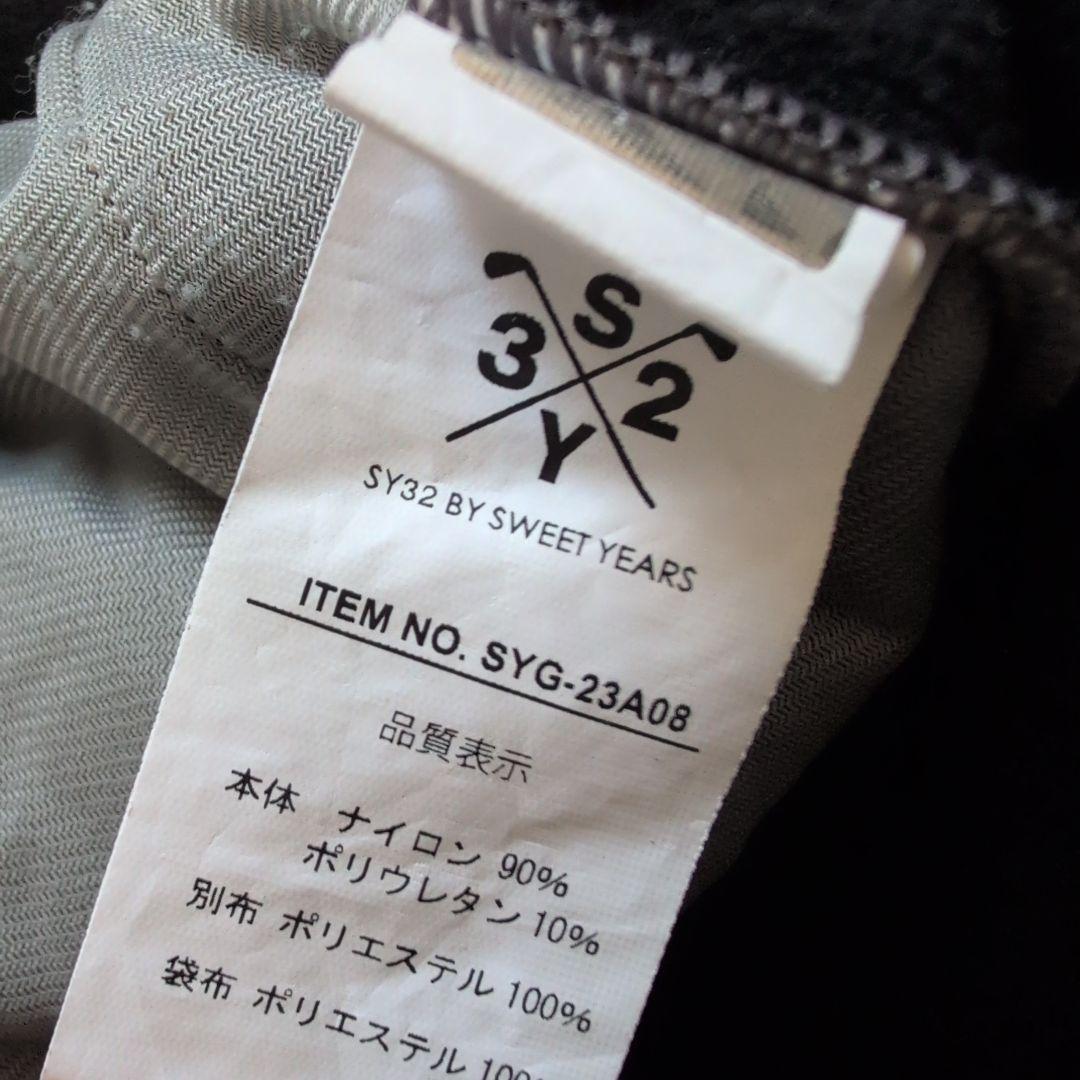 S
3 2
Y
SY32 BY SWEET YEARS
ITEM NO. SYG-23A08
品質表示
本体 ナイロン 90%
ポリウレタン 10%
別布 ポリエステル 100%
袋布 ポリエステル